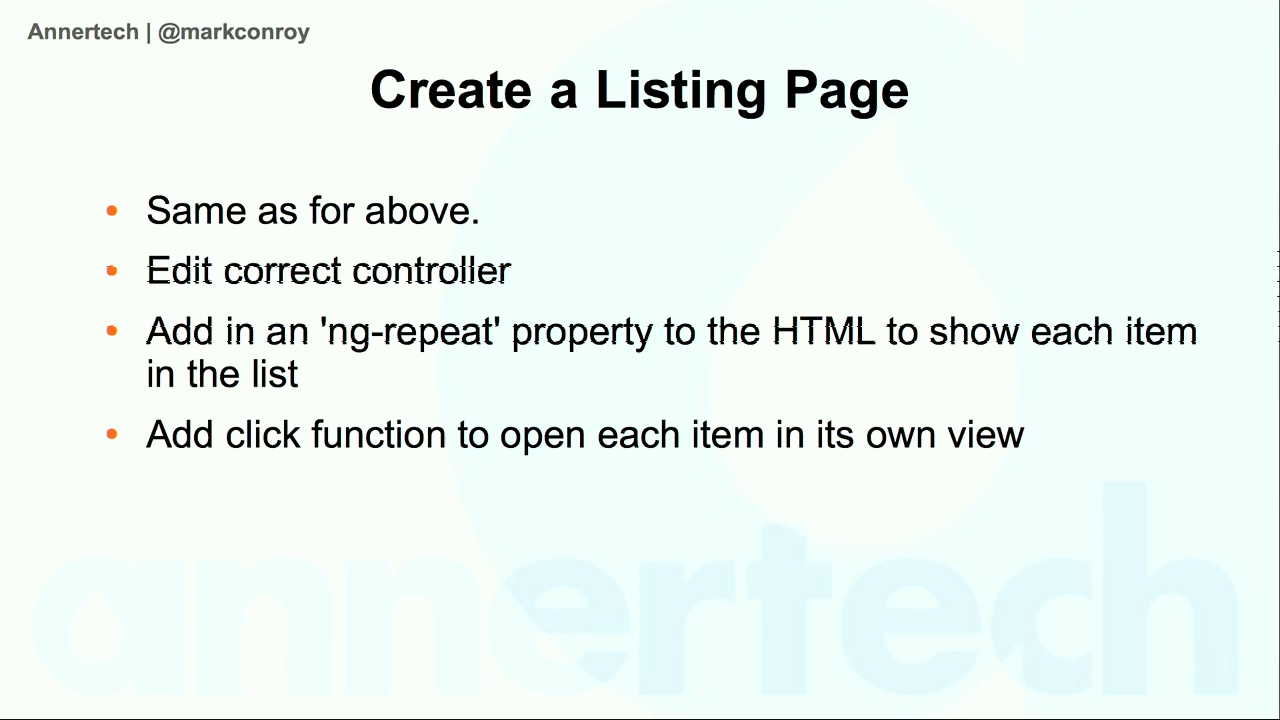 Annertech | @markconroy
Create a Listing Page
• Same as for above.
• Edit correct controller
• Add in an 'ng-repeat' property to the HTML to show each item
in the list
• Add click function to open each item in its own view
annertech